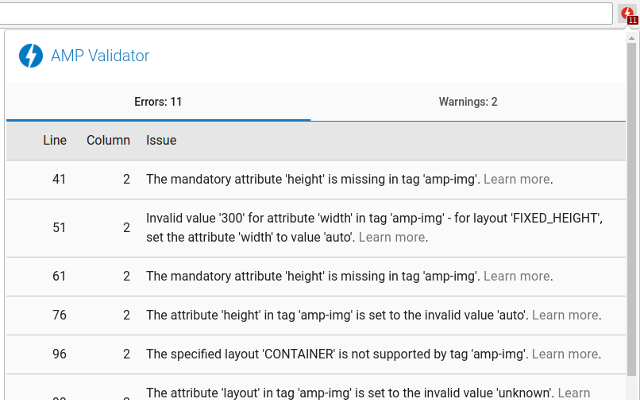 11
AMP Validator
Errors: 11
Warnings: 2
Line Column Issue
41 2 The mandatory attribute 'height' is missing in tag 'amp-img'. Learn more.
51 2 Invalid value '300' for attribute 'width' in tag 'amp-img' - for layout 'FIXED_HEIGHT',
set the attribute 'width' to value 'auto'. Learn more.
61 2 The mandatory attribute 'height' is missing in tag 'amp-img'. Learn more.
76 2 The attribute 'height' in tag 'amp-img' is set to the invalid value 'auto'. Learn more.
96 2 The specified layout 'CONTAINER' is not supported by tag 'amp-img'. Learn more.
The attribute 'layout' in tag 'amp-img' is set to the invalid value 'unknown'. Learn